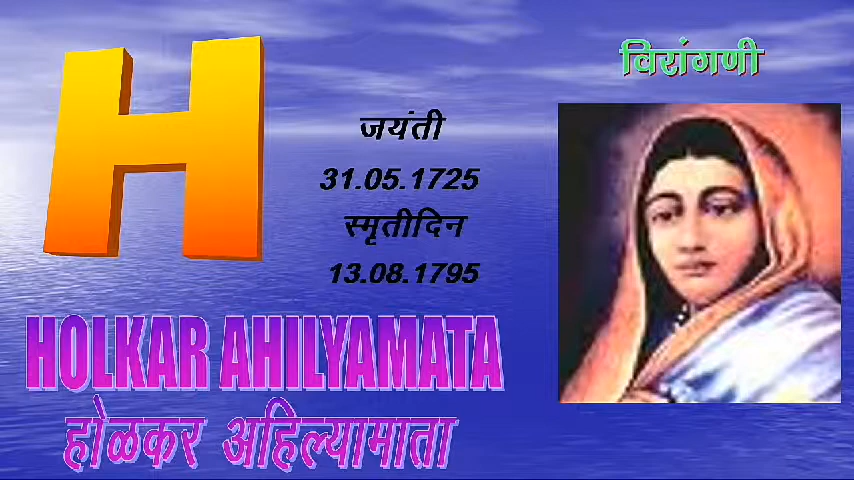 H
विरांगणी
जयंती
31.05.1725
स्मृतीदिन
13.08.1795
HOLKAR AHILYAMATA
होळकर अहिल्यामाता